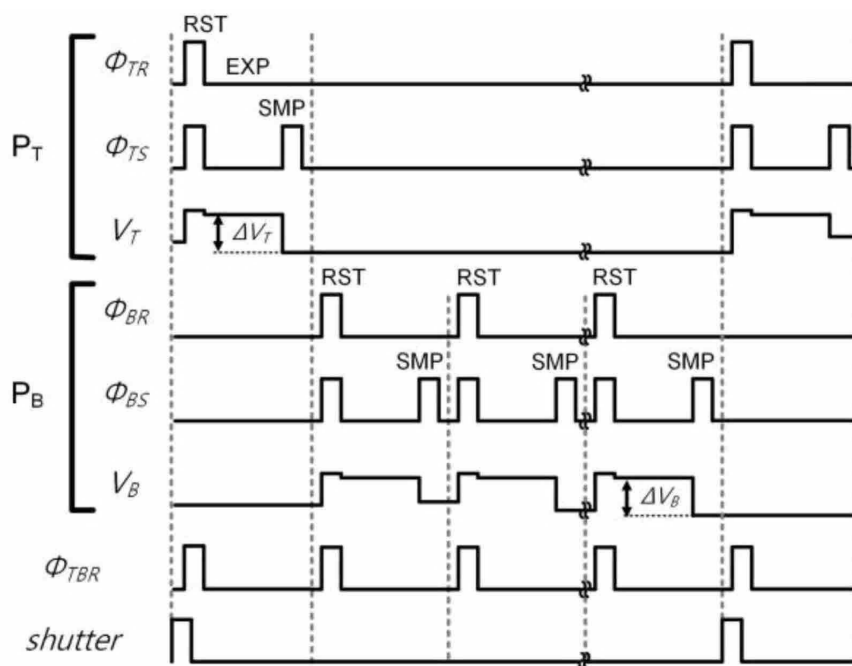 RST
Φ_TR
EXP
SMP
P_T
Φ_TS
V_T
ΔV_T
RST RST RST
Φ_BR
SMP SMP SMP
P_B
Φ_BS
V_B
ΔV_B
Φ_TBR
shutter